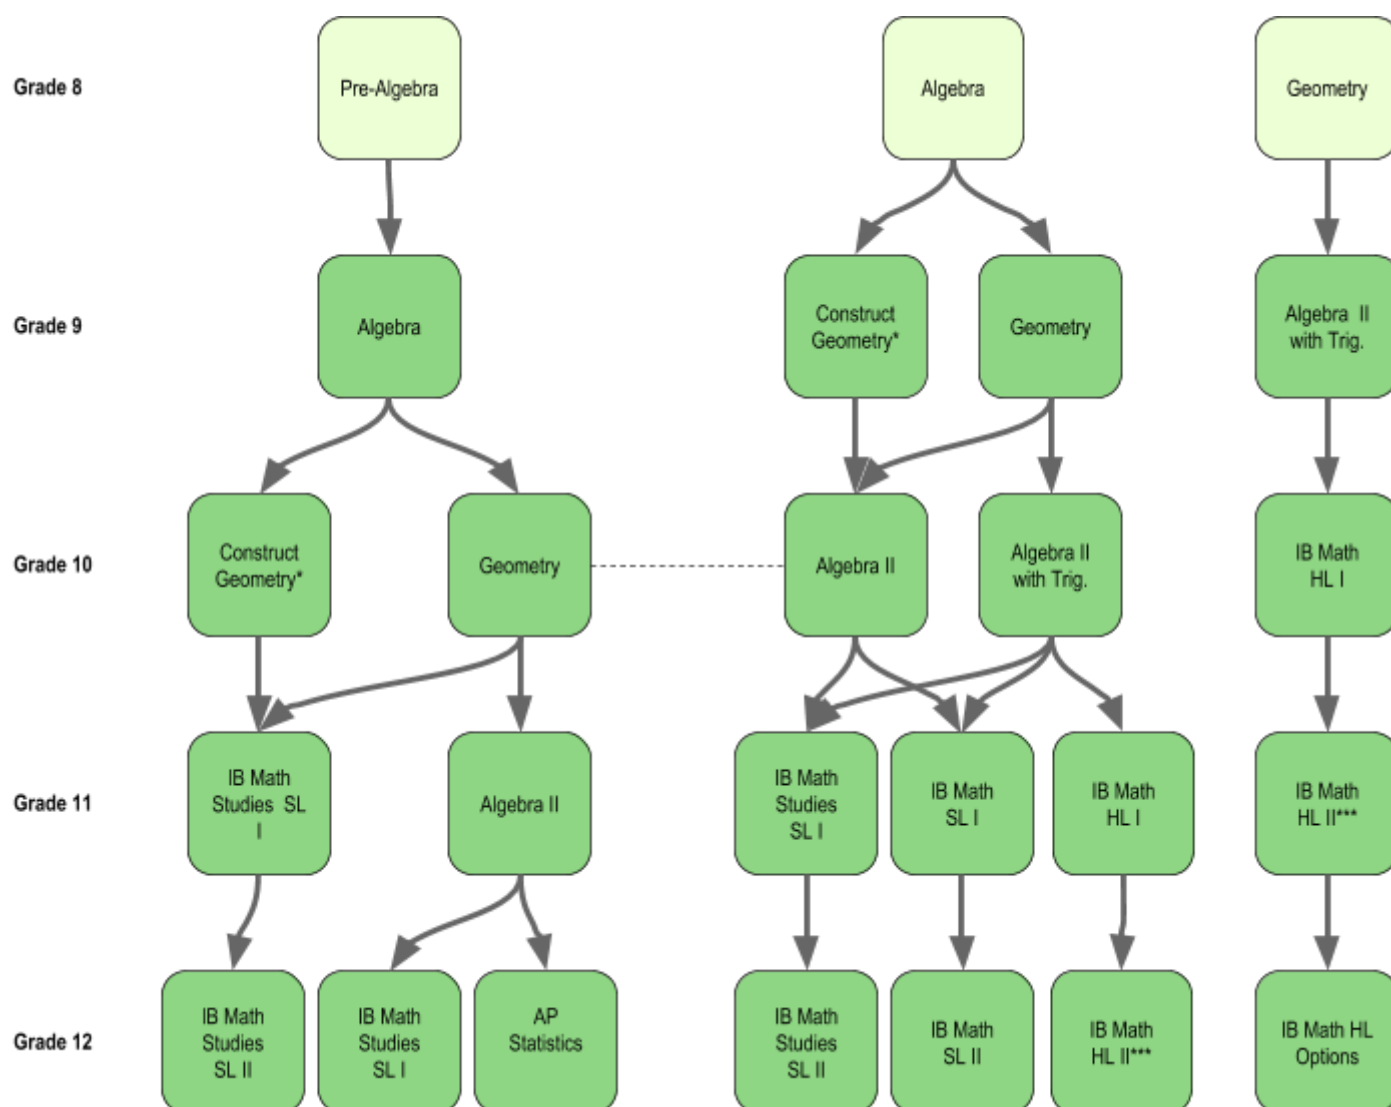 Grade 8
Pre-Algebra
Algebra
Geometry
Grade 9
Algebra
Construct
Geometry*
Geometry
Algebra II
with Trig.
Grade 10
Construct
Geometry*
Geometry
Algebra II
Algebra II
with Trig.
IB Math
HL I
Grade 11
IB Math
Studies SL
I
Algebra II
IB Math
Studies
SL I
IB Math
SL I
IB Math
HL I
IB Math
HL II***
Grade 12
IB Math
Studies
SL II
IB Math
Studies
SL I
AP
Statistics
IB Math
Studies
SL II
IB Math
SL II
IB Math
HL II***
IB Math HL
Options